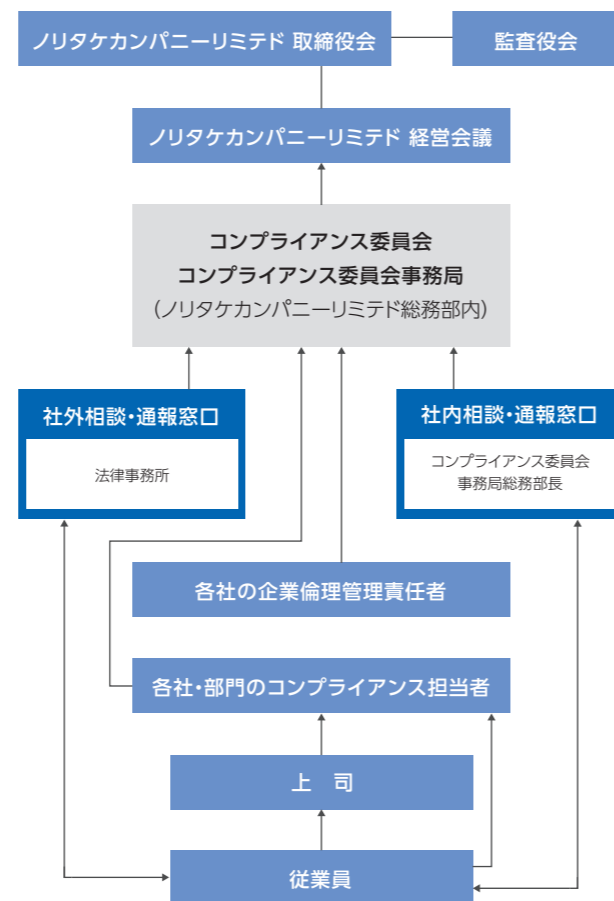 ノリタケカンパニーリミテド 取締役会
監査役会
ノリタケカンパニーリミテド 経営会議
コンプライアンス委員会
コンプライアンス委員会事務局
(ノリタケカンパニーリミテド総務部内)
社外相談・通報窓口
法律事務所
社内相談・通報窓口
コンプライアンス委員会
事務局総務部長
各社の企業倫理管理責任者
各社・部門のコンプライアンス担当者
上　司
従業員